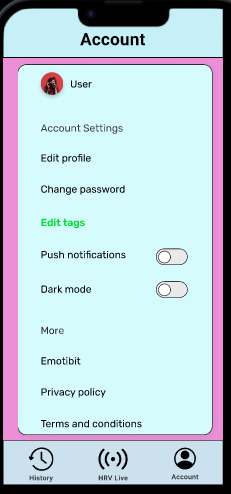 Account
User
Account Settings
Edit profile
Change password
Edit tags
Push notifications
Dark mode
More
Emotibit
Privacy policy
Terms and conditions
History
HRV Live
Account